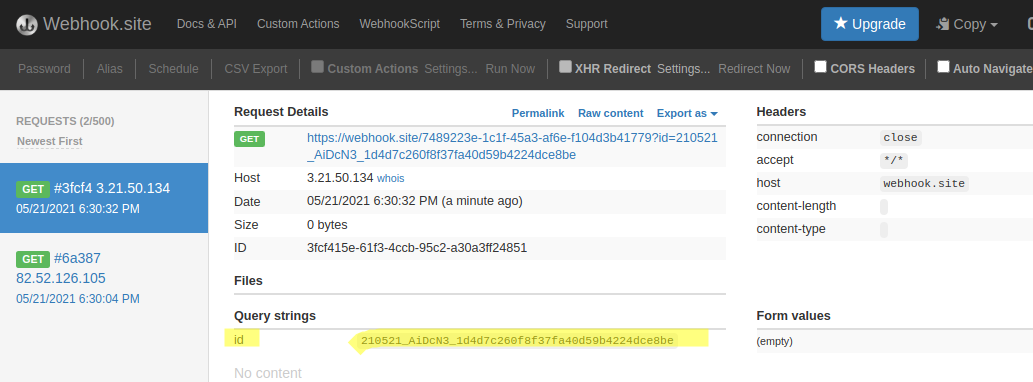 Webhook.site Docs & API Custom Actions WebhookScript Terms & Privacy Support Upgrade Copy
Password Alias Schedule CSV Export Custom Actions Settings... Run Now XHR Redirect Settings... Redirect Now CORS Headers Auto Navigate
REQUESTS (2/500)
Newest First
GET #3fcf4 3.21.50.134
05/21/2021 6:30:32 PM
GET #6a387
82.52.126.105
05/21/2021 6:30:04 PM
Request Details Permalink Raw content Export as
GET https://webhook.site/7489223e-1c1f-45a3-af6e-f104d3b41779?id=210521
_AiDcN3_1d4d7c260f8f37fa40d59b4224dce8be
Host 3.21.50.134 whois
Date 05/21/2021 6:30:32 PM (a minute ago)
Size 0 bytes
ID 3fcf415e-61f3-4ccb-95c2-a30a3ff24851
Files
Query strings
id 210521_AiDcN3_1d4d7c260f8f37fa40d59b4224dce8be
No content
Headers
connection close
accept */*
host webhook.site
content-length
content-type
Form values
(empty)